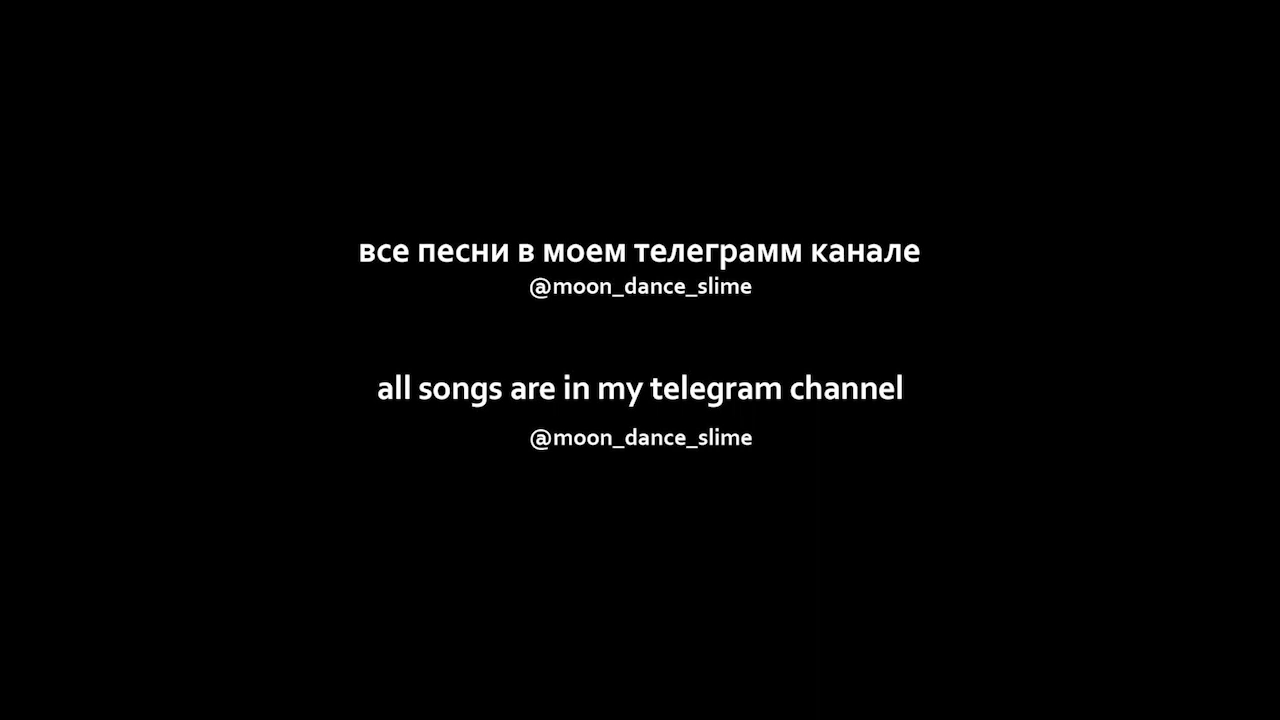 все песни в моем телеграмм канале
@moon_dance_slime
all songs are in my telegram channel
@moon_dance_slime